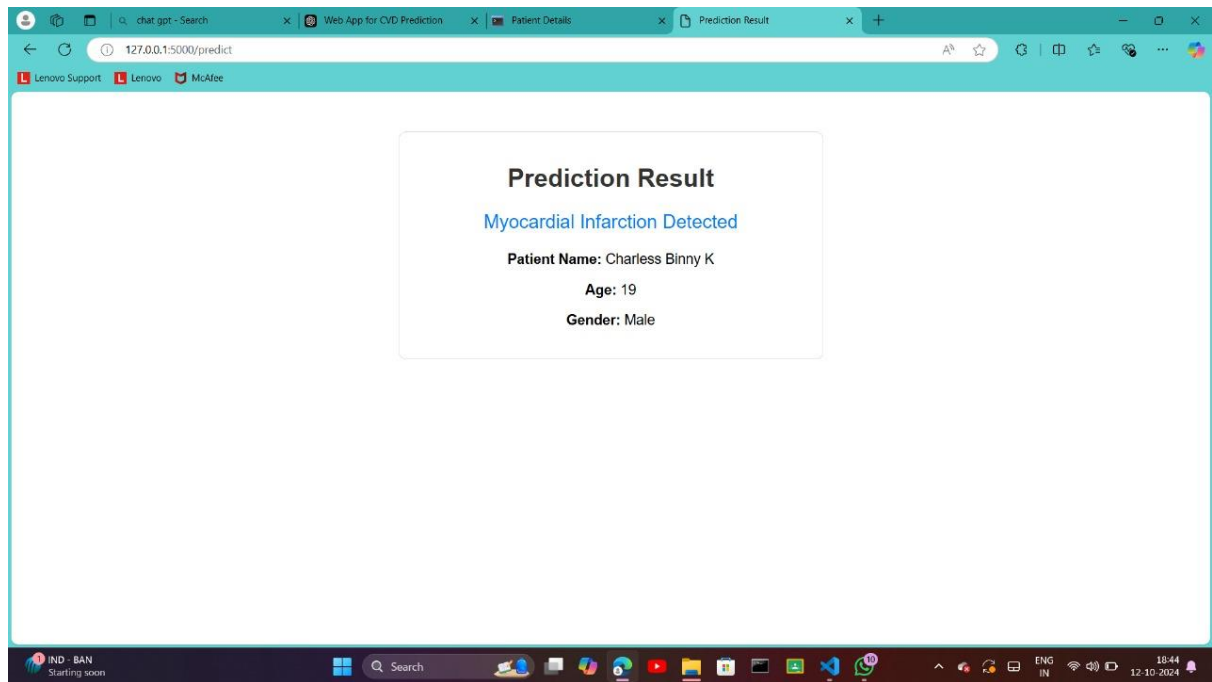 chat gpt - Search
Web App for CVD Prediction
Patient Details
Prediction Result
127.0.0.1:5000/predict
Lenovo Support
Lenovo
McAfee
Prediction Result
Myocardial Infarction Detected
Patient Name: Charless Binny K
Age: 19
Gender: Male
1
IND - BAN
Starting soon
Search
10
ENG
IN
18:44
12-10-2024